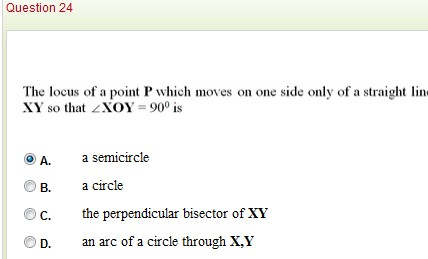 Question 24
The locus of a point P which moves on one side only of a straight
XY so that ∠XOY = 90⁰ is
A. a semicircle
B. a circle
C. the perpendicular bisector of XY
D. an arc of a circle through X,Y